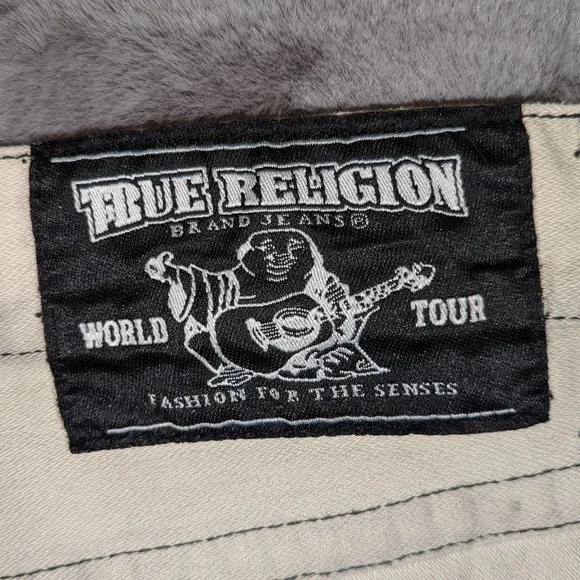 TRUE RELIGION
BRAND JEANS®
WORLD TOUR
FASHION FOR THE SENSES